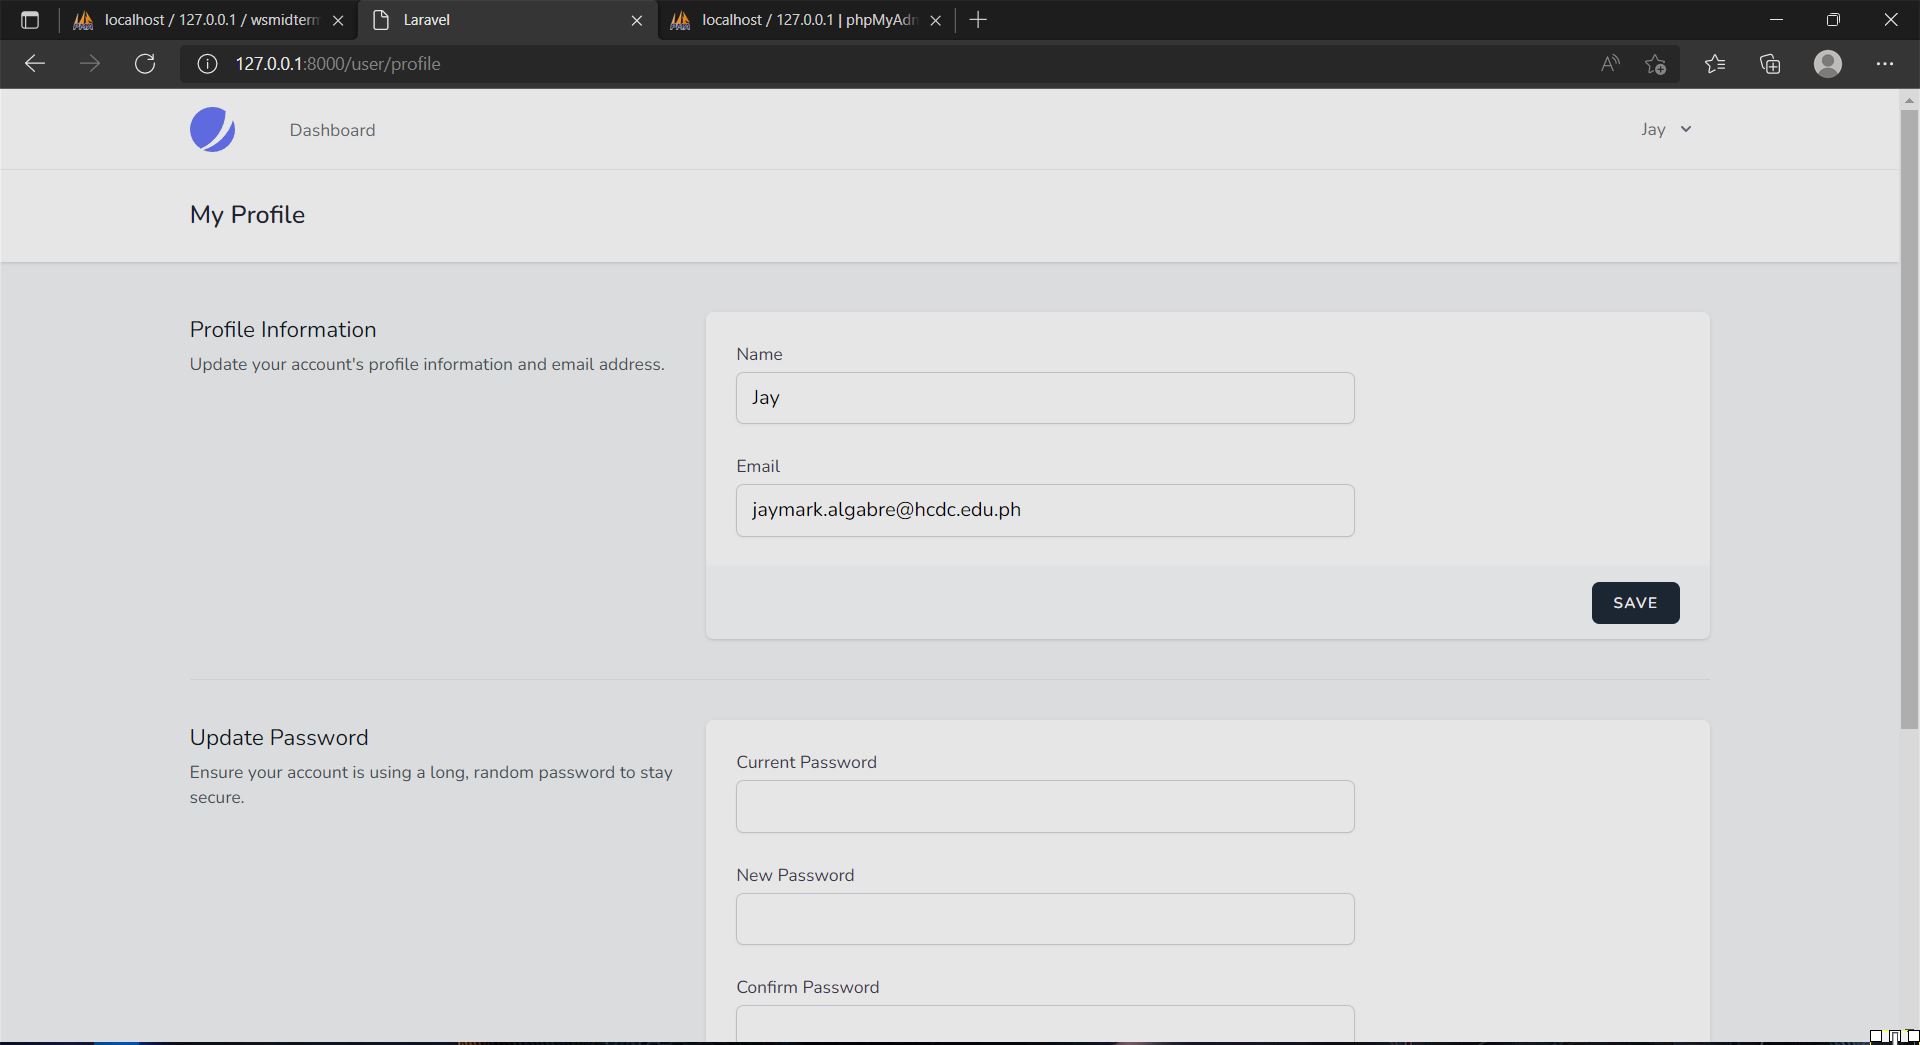 localhost / 127.0.0.1 / wsmidterm
Laravel
localhost / 127.0.0.1 | phpMyAdm
127.0.0.1:8000/user/profile
Dashboard
Jay
My Profile
Profile Information
Update your account's profile information and email address.
Name
Jay
Email
jaymark.algabre@hcdc.edu.ph
SAVE
Update Password
Ensure your account is using a long, random password to stay
secure.
Current Password
New Password
Confirm Password